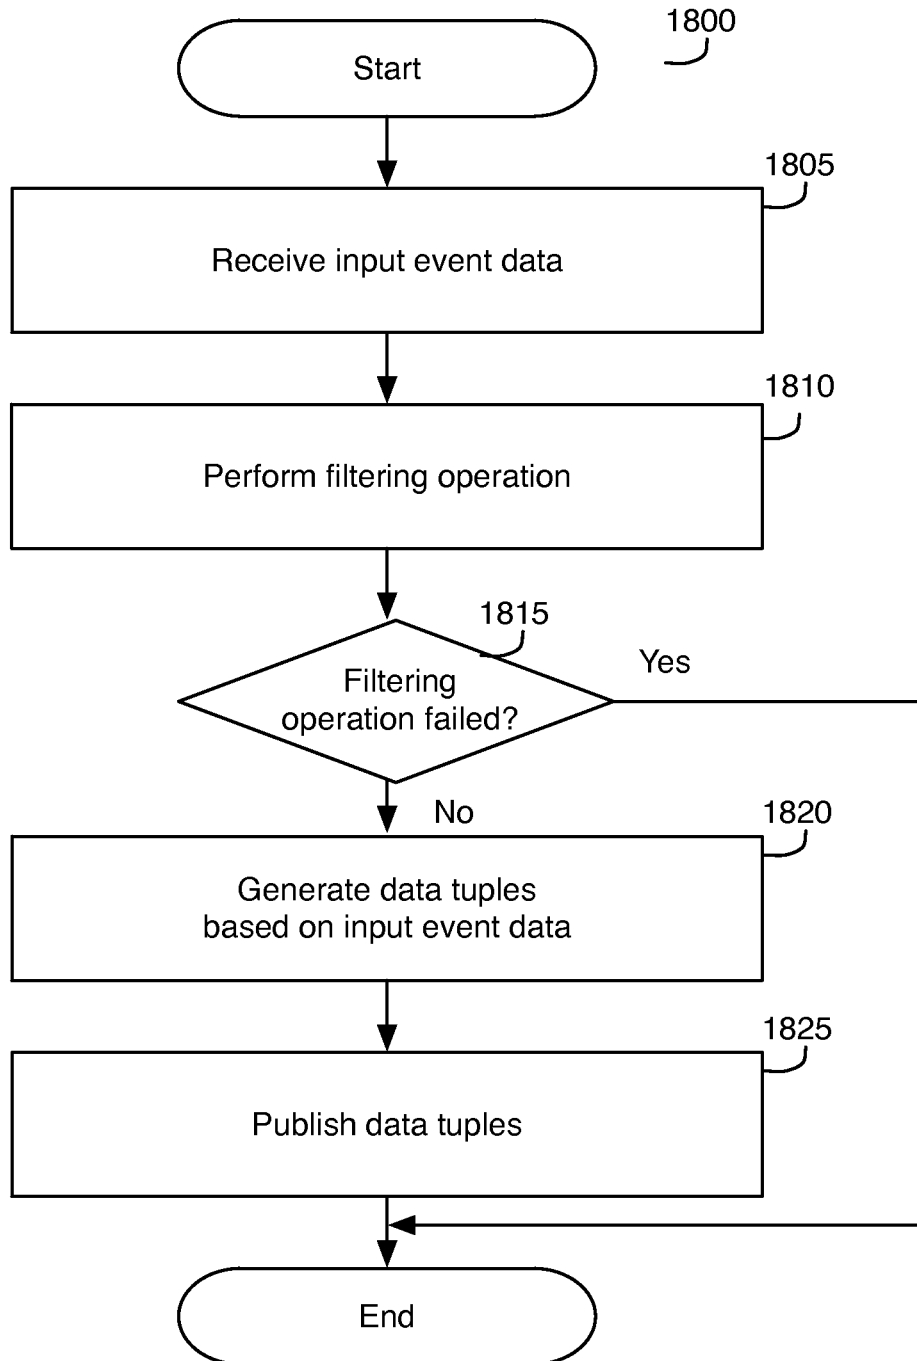 1800
Start
1805
Receive input event data
1810
Perform filtering operation
1815
Yes
Filtering
operation failed?
No
1820
Generate data tuples
based on input event data
1825
Publish data tuples
End